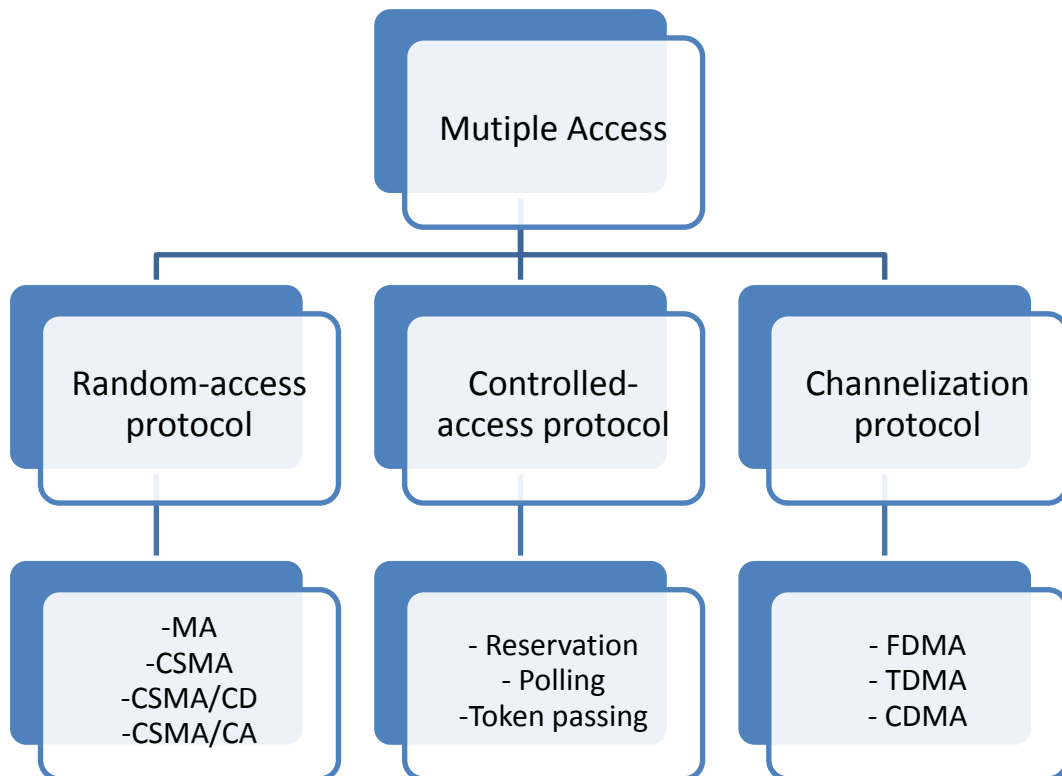 Mutiple Access
Random-access
protocol
Controlled-
access protocol
Channelization
protocol
-MA
-CSMA
-CSMA/CD
-CSMA/CA
- Reservation
- Polling
-Token passing
- FDMA
- TDMA
- CDMA